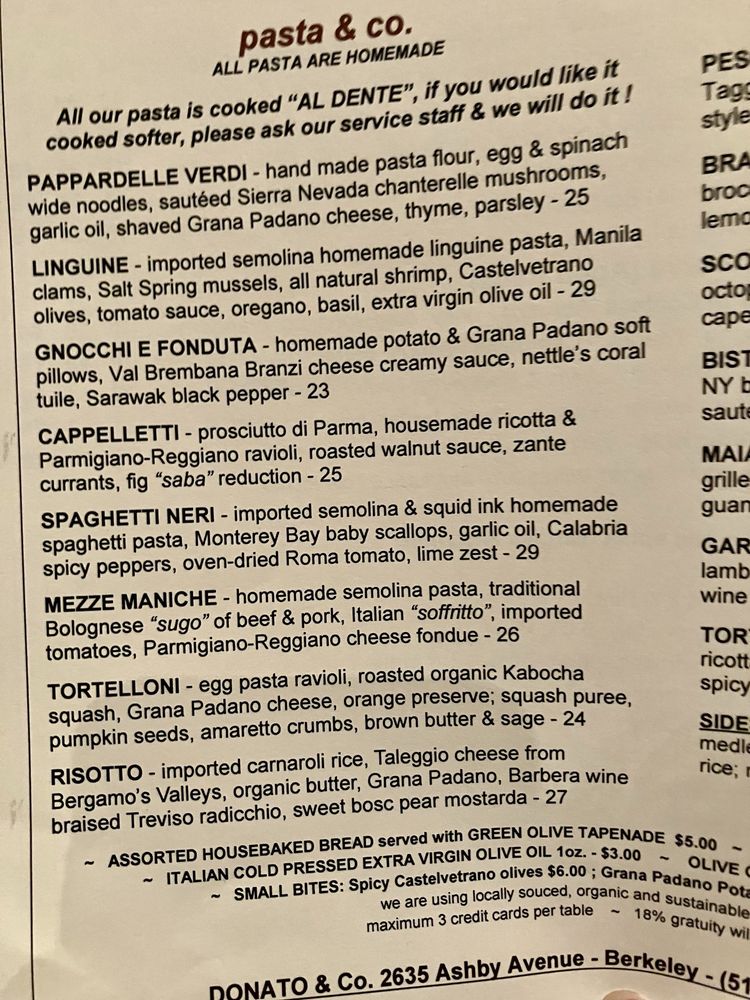 pasta & co.
ALL PASTA ARE HOMEMADE
All our pasta is cooked “AL DENTE”, if you would like it
cooked softer, please ask our service staff & we will do it !
PAPPARDELLE VERDI - hand made pasta flour, egg & spinach
wide noodles, sautéed Sierra Nevada chanterelle mushrooms,
garlic oil, shaved Grana Padano cheese, thyme, parsley - 25
LINGUINE - imported semolina homemade linguine pasta, Manila
clams, Salt Spring mussels, all natural shrimp, Castelvetrano
olives, tomato sauce, oregano, basil, extra virgin olive oil - 29
GNOCCHI E FONDUTA - homemade potato & Grana Padano soft
pillows, Val Brembana Branzi cheese creamy sauce, nettle’s coral
tuile, Sarawak black pepper - 23
CAPPELLETTI - prosciutto di Parma, housemade ricotta &
Parmigiano-Reggiano ravioli, roasted walnut sauce, zante
currants, fig “saba” reduction - 25
SPAGHETTI NERI - imported semolina & squid ink homemade
spaghetti pasta, Monterey Bay baby scallops, garlic oil, Calabria
spicy peppers, oven-dried Roma tomato, lime zest - 29
MEZZE MANICHE - homemade semolina pasta, traditional
Bolognese “sugo” of beef & pork, Italian “soffritto”, imported
tomatoes, Parmigiano-Reggiano cheese fondue - 26
TORTELLONI - egg pasta ravioli, roasted organic Kabocha
squash, Grana Padano cheese, orange preserve; squash puree,
pumpkin seeds, amaretto crumbs, brown butter & sage - 24
RISOTTO - imported carnaroli rice, Taleggio cheese from
Bergamo’s Valleys, organic butter, Grana Padano, Barbera wine
braised Treviso radicchio, sweet bosc pear mostarda - 27
PES
Tagg
style
BRA
broc
lemo
SCO
octop
cape
BIST
NY b
saute
MAIA
grille
guan
GAR
lamb
wine
TOR
ricott
spicy
SIDE
medle
rice; r
~ ASSORTED HOUSEBAKED BREAD served with GREEN OLIVE TAPENADE $5.00 ~
~ ITALIAN COLD PRESSED EXTRA VIRGIN OLIVE OIL 1oz. - $3.00 ~ OLIVE
~ SMALL BITES: Spicy Castelvetrano olives $6.00 ; Grana Padano Pota
we are using locally souced, organic and sustainable
maximum 3 credit cards per table ~ 18% gratuity wil
DONATO & Co. 2635 Ashby Avenue - Berkeley - (51